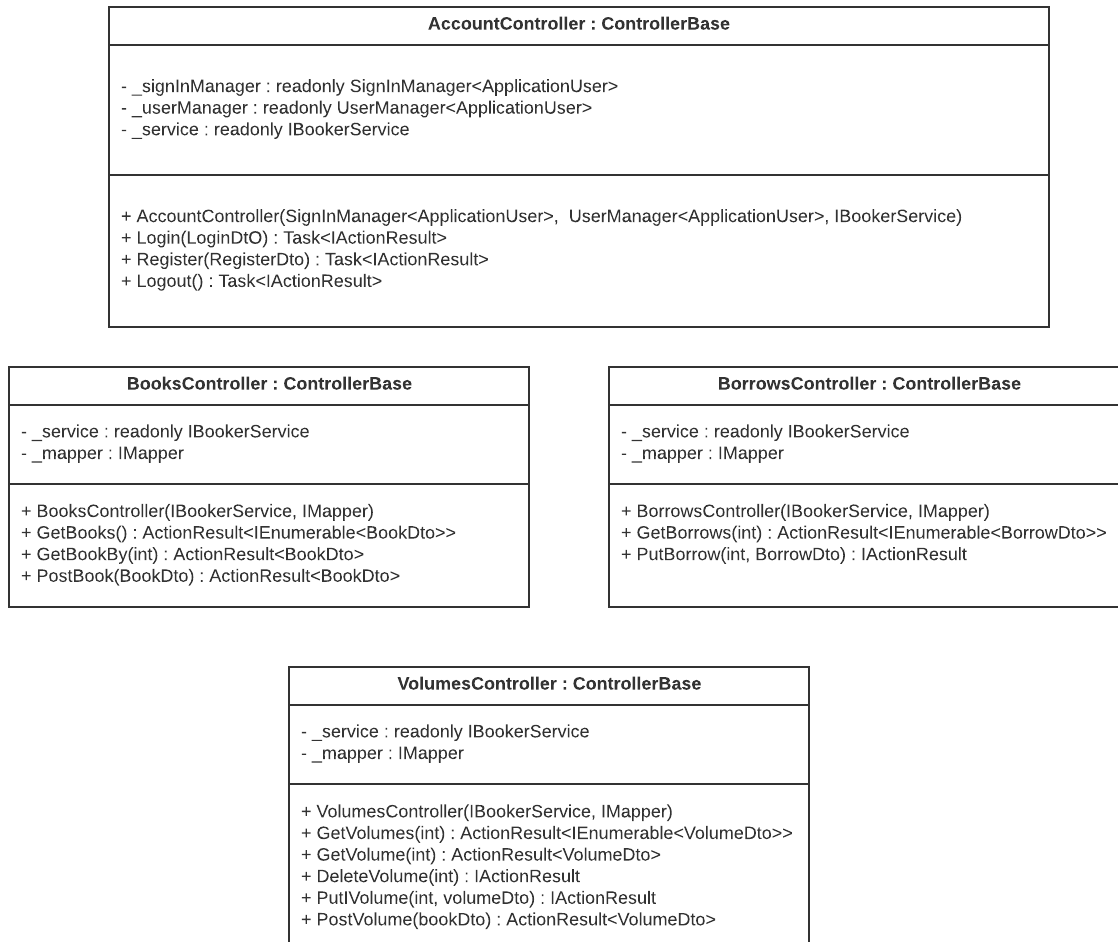 AccountController : ControllerBase
- _signInManager : readonly SignInManager<ApplicationUser>
- _userManager : readonly UserManager<ApplicationUser>
- _service : readonly IBookerService
+ AccountController(SignInManager<ApplicationUser>,  UserManager<ApplicationUser>, IBookerService)
+ Login(LoginDtO) : Task<IActionResult>
+ Register(RegisterDto) : Task<IActionResult>
+ Logout() : Task<IActionResult>
BooksController : ControllerBase
- _service : readonly IBookerService
- _mapper : IMapper
+ BooksController(IBookerService, IMapper)
+ GetBooks() : ActionResult<IEnumerable<BookDto>>
+ GetBookBy(int) : ActionResult<BookDto>
+ PostBook(BookDto) : ActionResult<BookDto>
BorrowsController : ControllerBase
- _service : readonly IBookerService
- _mapper : IMapper
+ BorrowsController(IBookerService, IMapper)
+ GetBorrows(int) : ActionResult<IEnumerable<BorrowDto>>
+ PutBorrow(int, BorrowDto) : IActionResult
VolumesController : ControllerBase
- _service : readonly IBookerService
- _mapper : IMapper
+ VolumesController(IBookerService, IMapper)
+ GetVolumes(int) : ActionResult<IEnumerable<VolumeDto>>
+ GetVolume(int) : ActionResult<VolumeDto>
+ DeleteVolume(int) : IActionResult
+ PutIVolume(int, volumeDto) : IActionResult
+ PostVolume(bookDto) : ActionResult<VolumeDto>